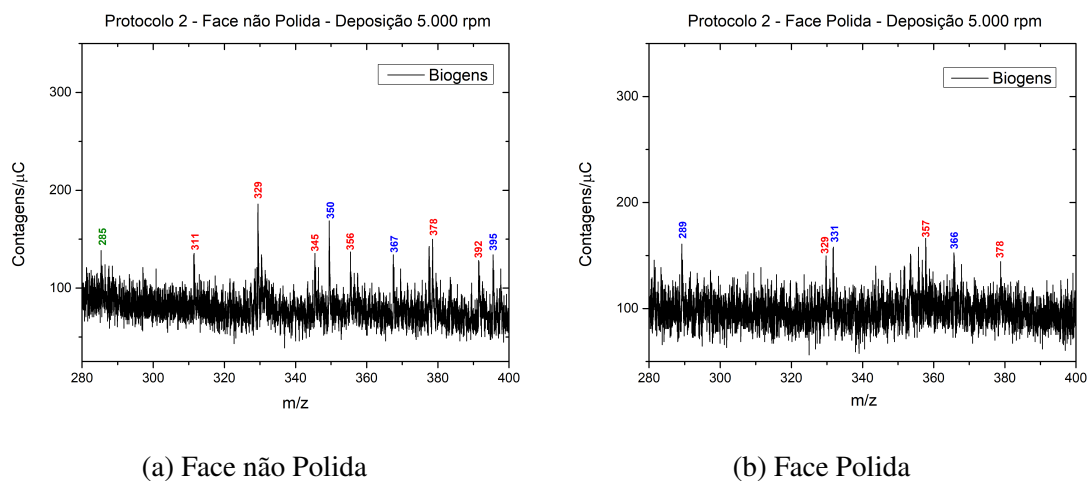 Protocolo 2 - Face não Polida - Deposição 5.000 rpm
Biogens
Contagens/μC
300
200
100
285
311
329
345
350
356
367
378
392
395
280 300 320 340 360 380 400
m/z
(a) Face não Polida
Protocolo 2 - Face Polida - Deposição 5.000 rpm
Biogens
Contagens/μC
300
200
100
289
329
331
357
366
378
280 300 320 340 360 380 400
m/z
(b) Face Polida